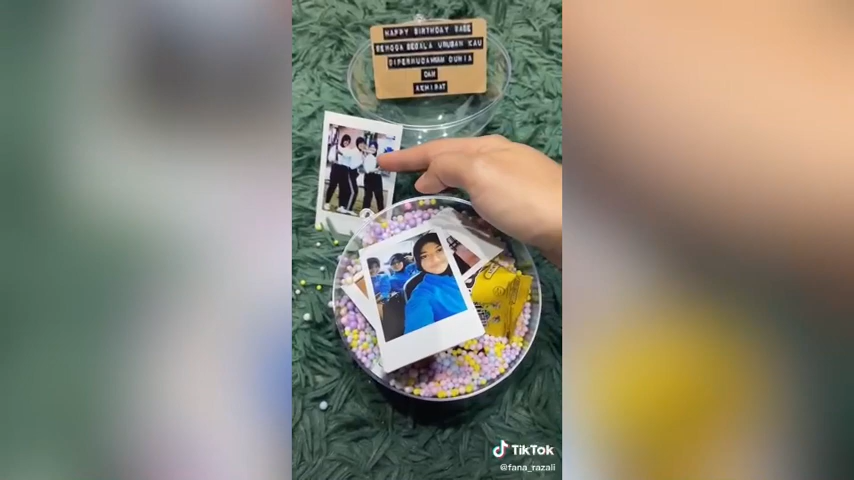 HAPPY BIRTHDAY BABE
SEMOGA SEGALA URUSAN KAU
DIPERMUDAHKAN DUNIA
DAN
AKHIRAT
TikTok
@fana_razali